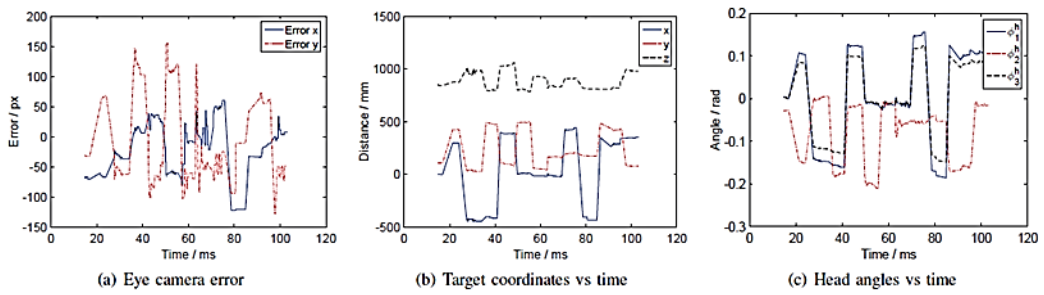 200
150
100
50
0
-50
-100
-150
Error / px
Error x
Error y
0 20 40 60 80 100 120
Time / ms
(a) Eye camera error
1500
1000
500
0
-500
Distance / mm
x
y
z
0 20 40 60 80 100 120
Time / ms
(b) Target coordinates vs time
0.2
0.1
0
-0.1
-0.2
-0.3
Angle / rad
ϕ₁ʰ
ϕ₂ʰ
ϕ₃ʰ
0 20 40 60 80 100 120
Time / ms
(c) Head angles vs time